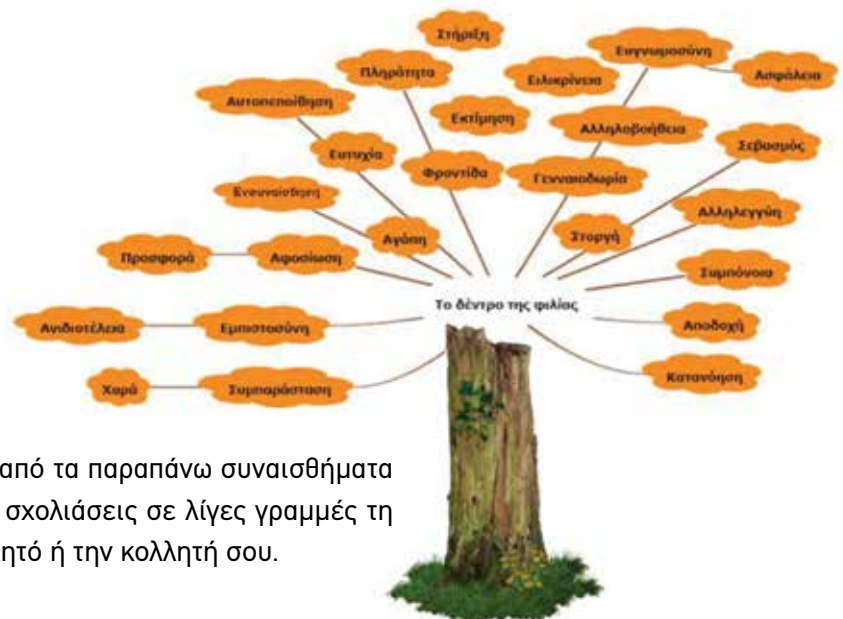 Στήριξη
Ευγνωμοσύνη
Πληρότητα
Ειλικρίνεια
Ασφάλεια
Αυτοπεποίθηση
Εκτίμηση
Αλληλοβοήθεια
Σεβασμός
Ευτυχία
Φροντίδα
Γενναιοδωρία
Ενσυναίσθηση
Αλληλεγγύη
Αγάπη
Στοργή
Προσφορά
Αφοσίωση
Συμπόνοια
Το δέντρο της φιλίας
Ανιδιοτέλεια
Εμπιστοσύνη
Αποδοχή
Κατανόηση
Χαρά
Συμπαράσταση
από τα παραπάνω συναισθήματα
σχολιάσεις σε λίγες γραμμές τη
ητό ή την κολλητή σου.